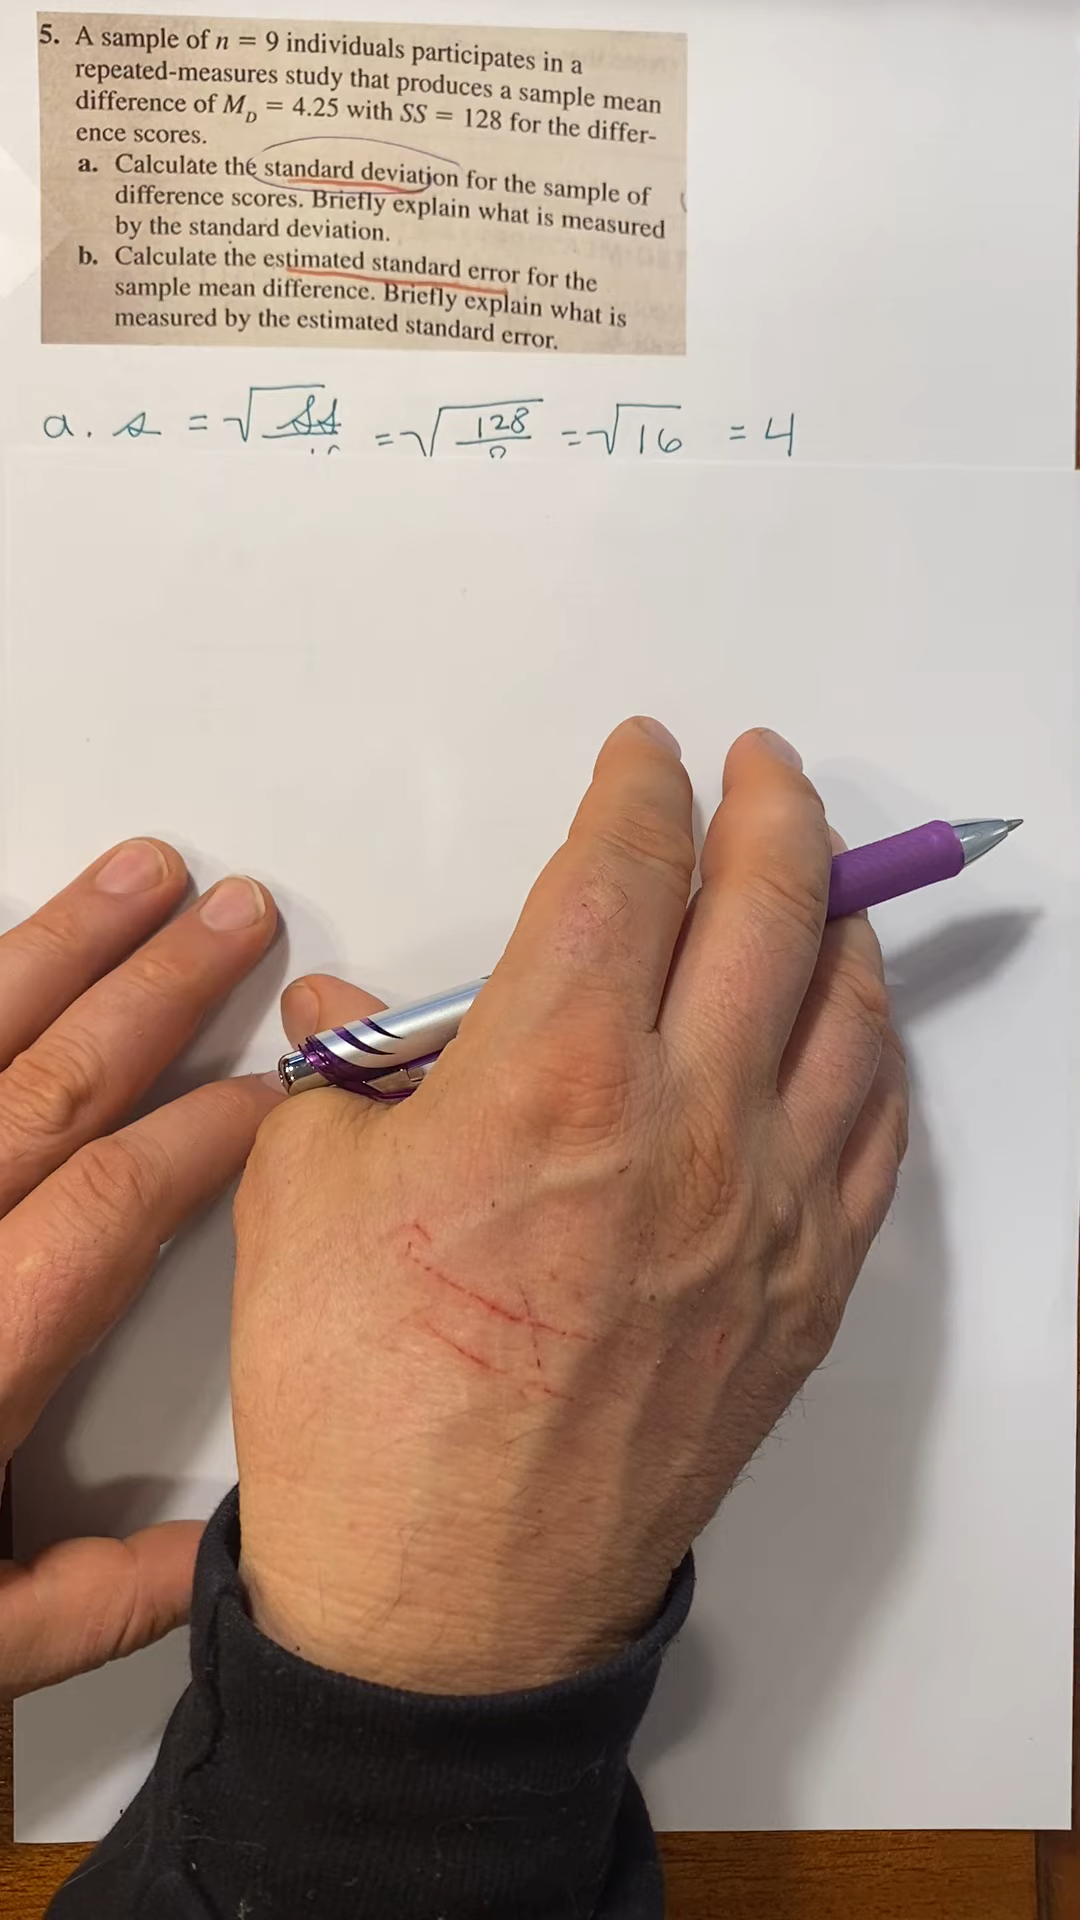 5. A sample of n = 9 individuals participates in a
repeated-measures study that produces a sample mean
difference of M_D = 4.25 with SS = 128 for the differ-
ence scores.
a. Calculate the standard deviation for the sample of
difference scores. Briefly explain what is measured
by the standard deviation.
b. Calculate the estimated standard error for the
sample mean difference. Briefly explain what is
measured by the estimated standard error.
a. s = √SS = √128 = √16 = 4